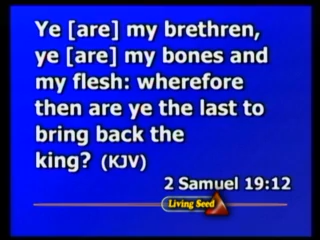 Ye [are] my brethren,
ye [are] my bones and
my flesh: wherefore
then are ye the last to
bring back the
king? (KJV)
2 Samuel 19:12
Living Seed